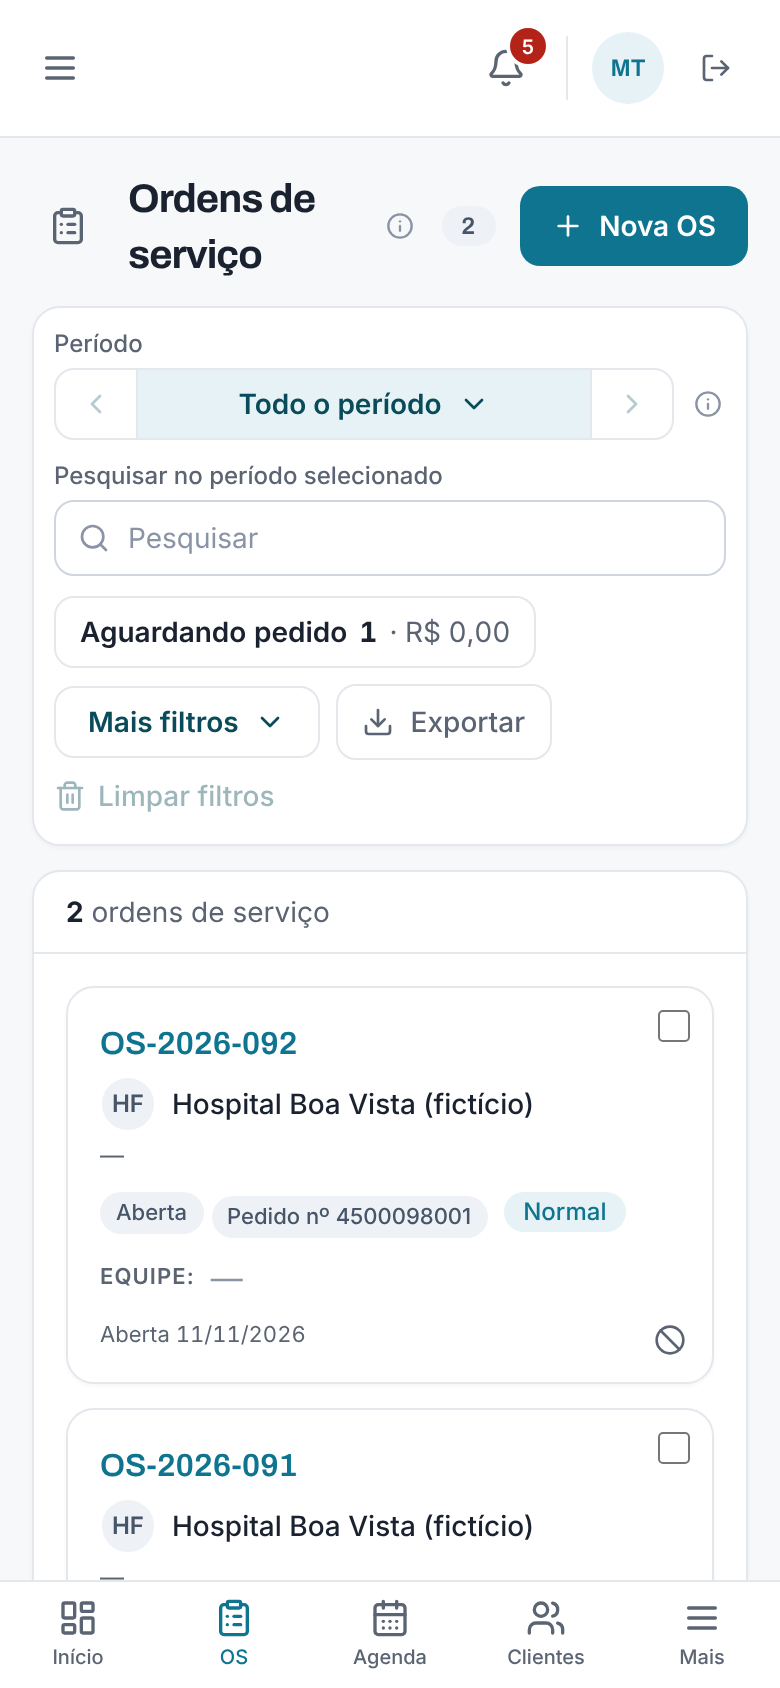 5
MT
Ordens de
serviço
2
Nova OS
Período
Todo o período
Pesquisar no período selecionado
Pesquisar
Aguardando pedido 1 · R$ 0,00
Mais filtros
Exportar
Limpar filtros
2 ordens de serviço
OS-2026-092
HF Hospital Boa Vista (fictício)
—
Aberta Pedido nº 4500098001 Normal
EQUIPE: —
Aberta 11/11/2026
OS-2026-091
HF Hospital Boa Vista (fictício)
—
Início OS Agenda Clientes Mais